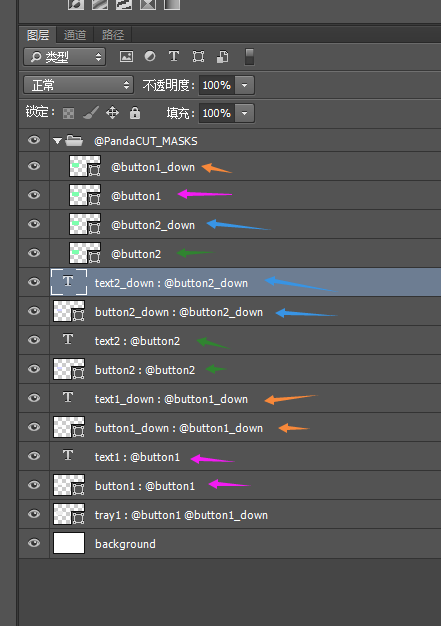 图层 通道 路径
类型 T
正常 不透明度: 100%
锁定: 填充: 100%
@PandaCUT_MASKS
@button1_down
@button1
@button2_down
@button2
T text2_down : @button2_down
button2_down : @button2_down
T text2 : @button2
button2 : @button2
T text1_down : @button1_down
button1_down : @button1_down
T text1 : @button1
button1 : @button1
tray1 : @button1 @button1_down
background